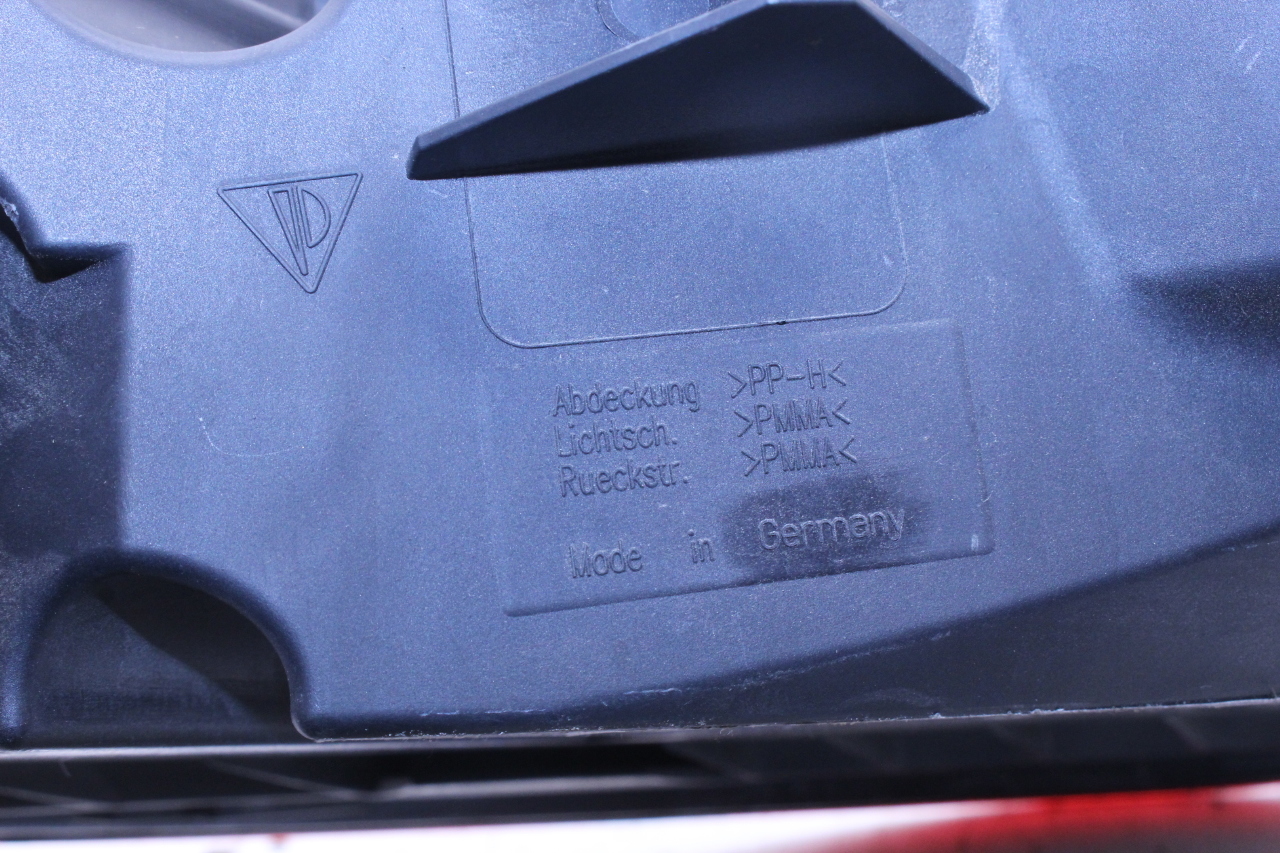 Abdeckung >PP-H<
Lichtsch. >PMMA<
Rueckstr. >PMMA<
Made in Germany